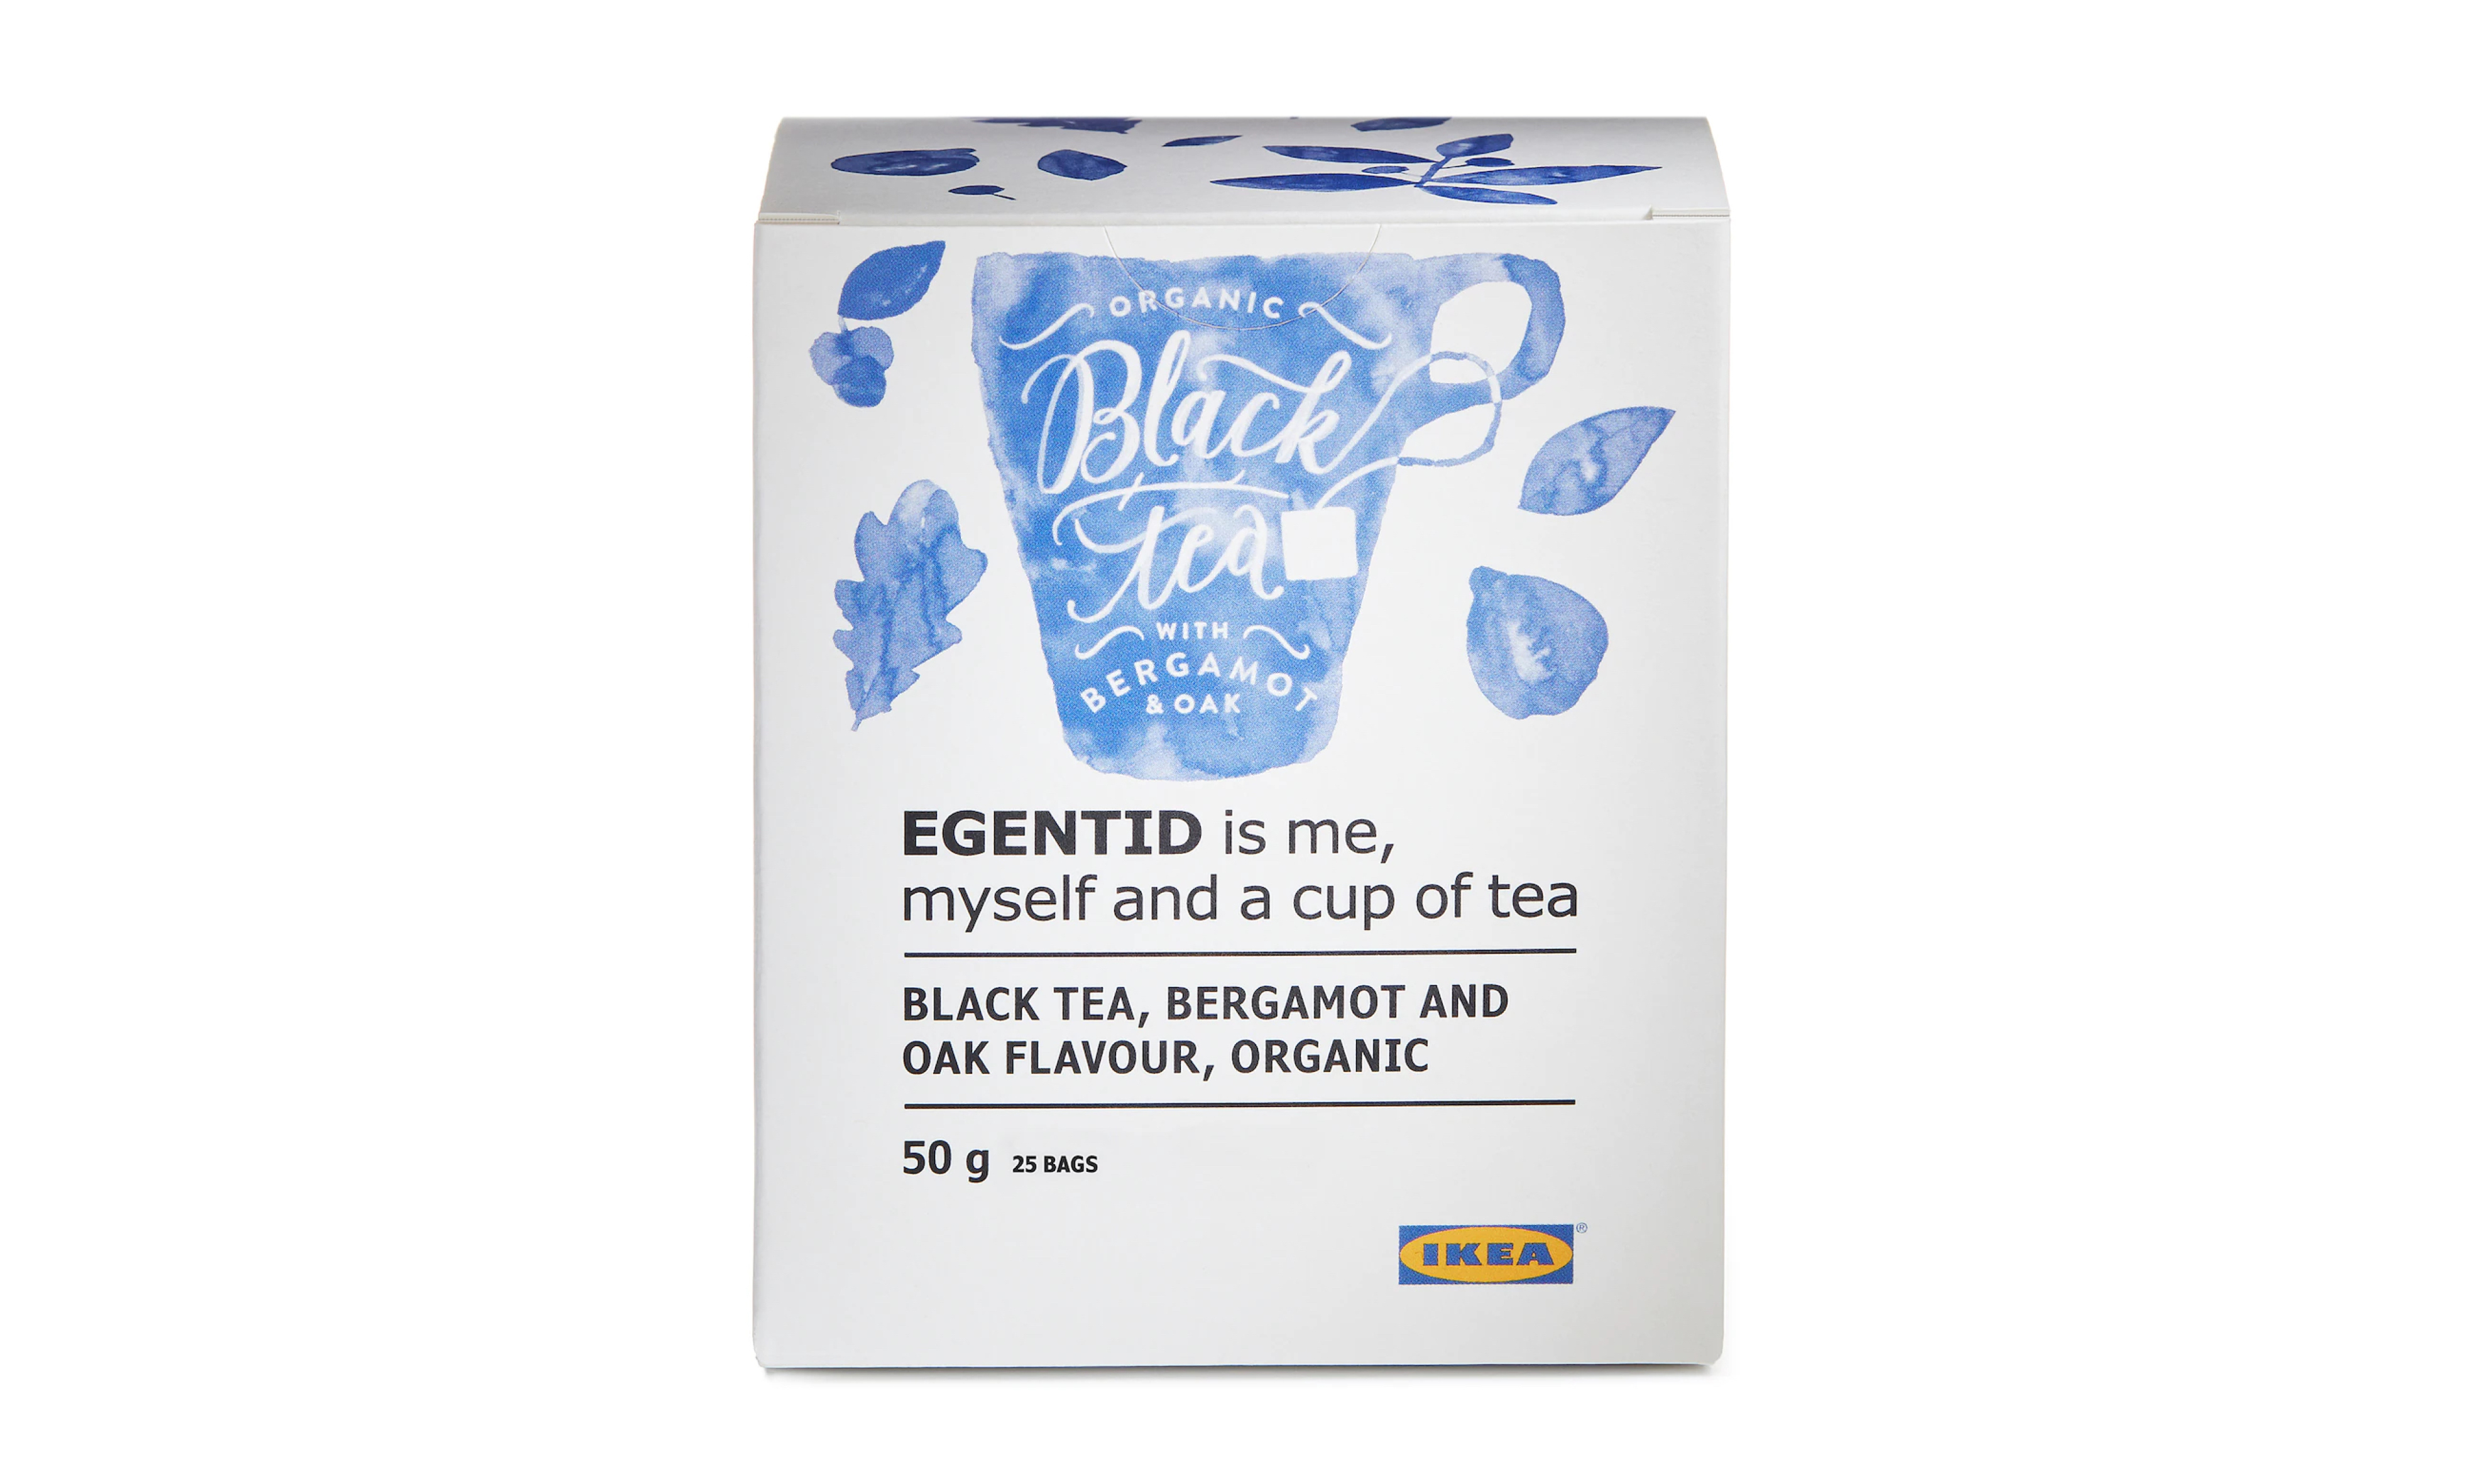 ORGANIC
Black
tea
WITH
BERGAMOT
& OAK
EGENTID is me,
myself and a cup of tea
BLACK TEA, BERGAMOT AND
OAK FLAVOUR, ORGANIC
50 g 25 BAGS
IKEA®